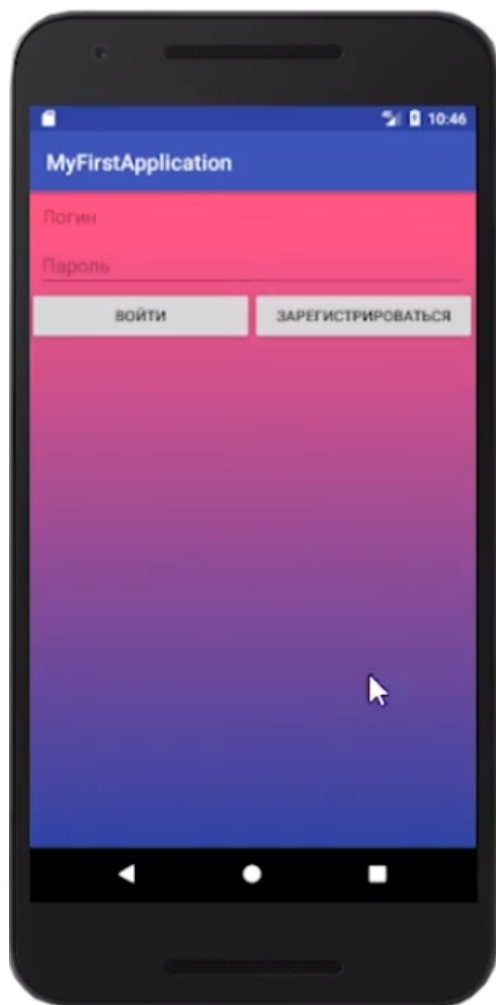 10:46
MyFirstApplication
Логин
Пароль
ВОЙТИ
ЗАРЕГИСТРИРОВАТЬСЯ